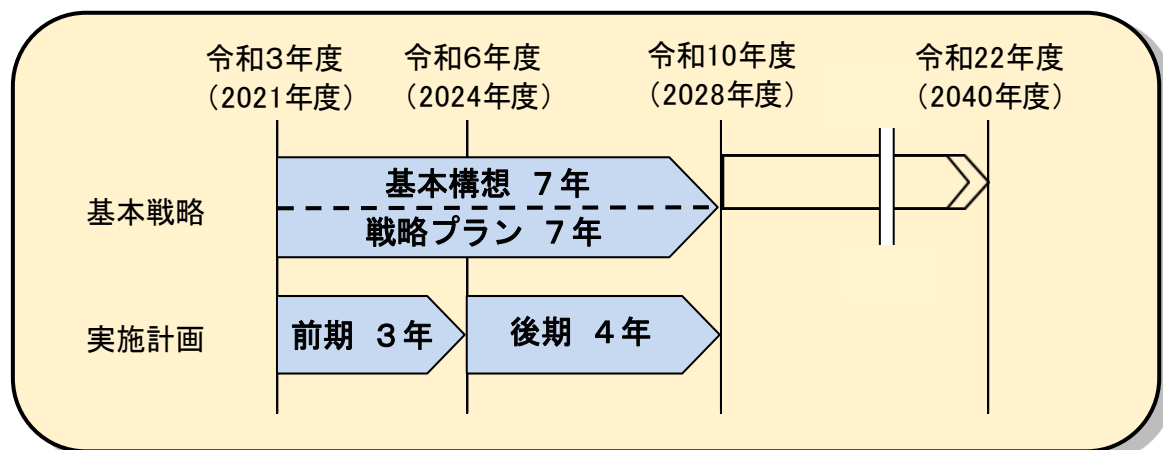 令和3年度
（2021年度）
令和6年度
（2024年度）
令和10年度
（2028年度）
令和22年度
（2040年度）
基本戦略
基本構想 ７年
戦略プラン ７年
実施計画
前期 ３年
後期 ４年